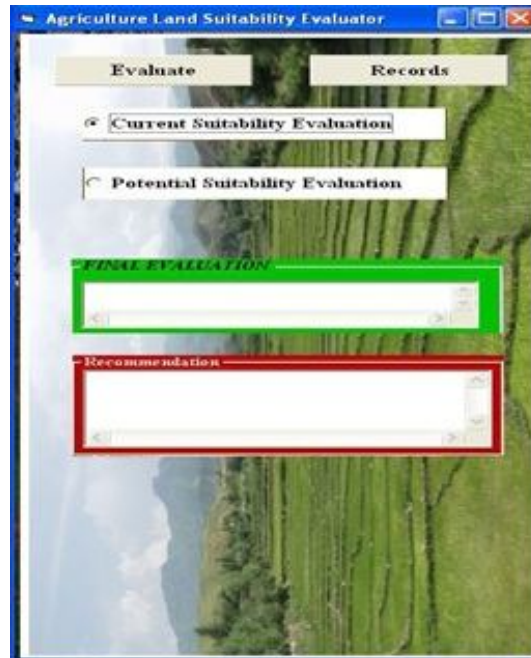 Agriculture Land Suitability Evaluator
Evaluate Records
Current Suitability Evaluation
Potential Suitability Evaluation
FINAL EVALUATION
Recommendation